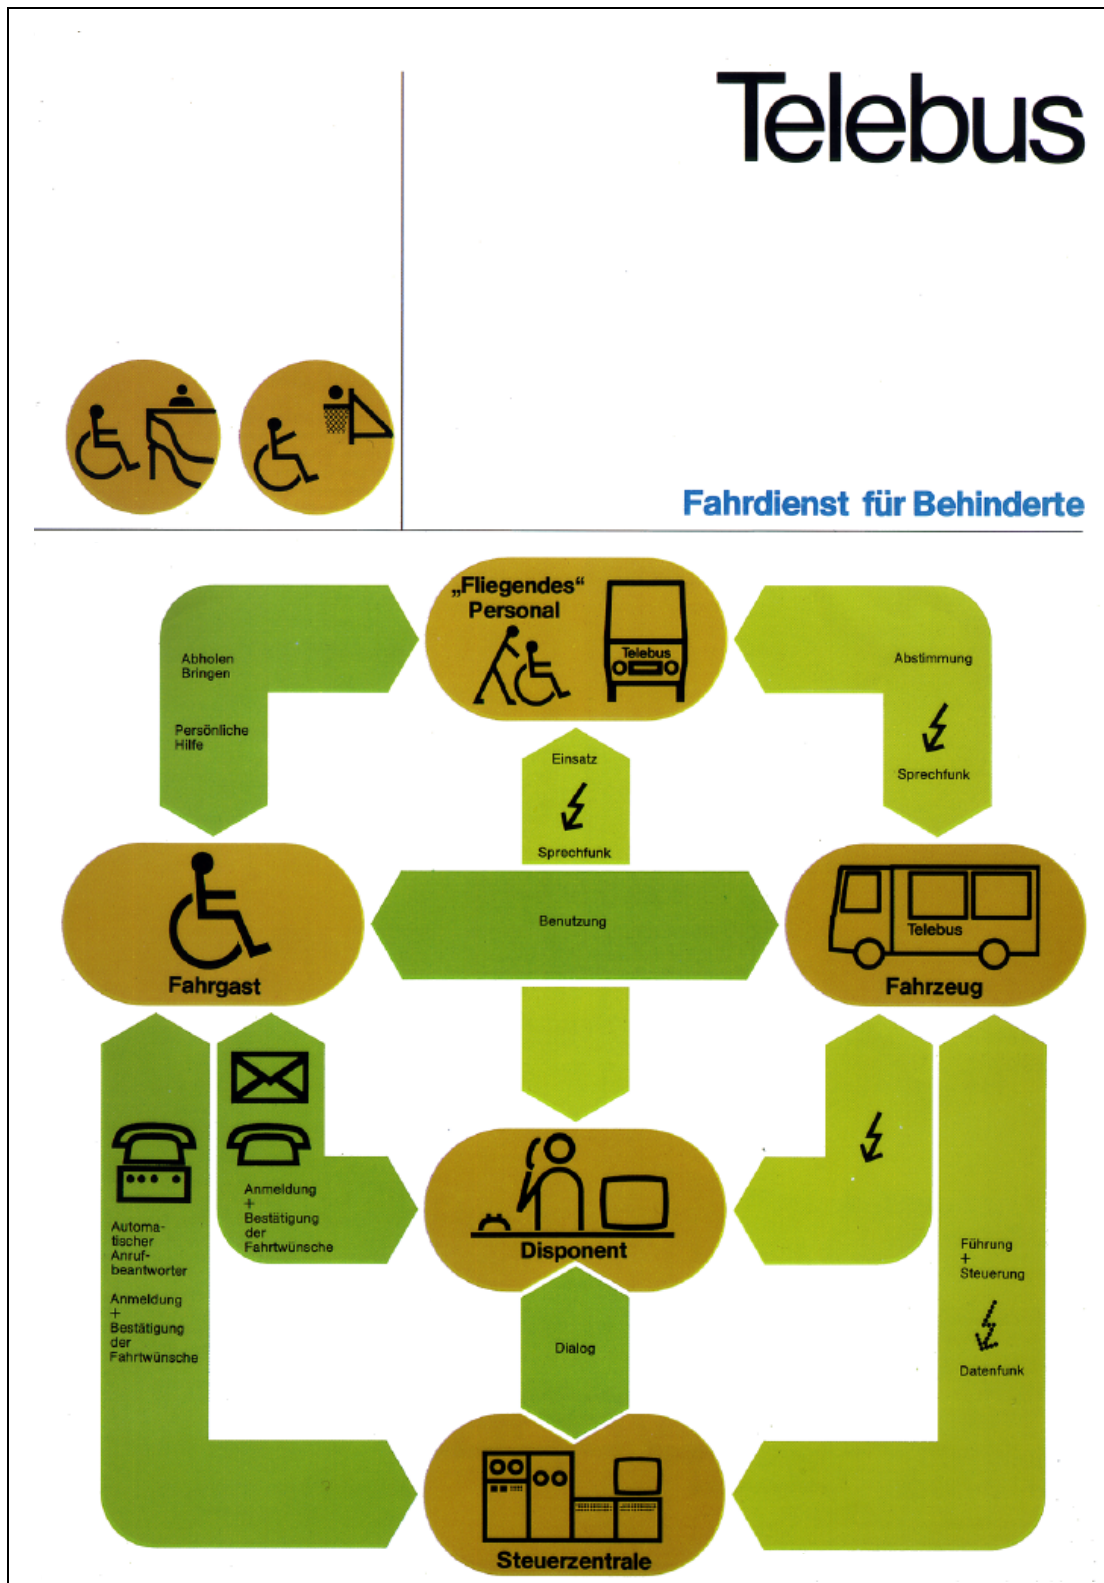 Telebus
Fahrdienst für Behinderte
„Fliegendes“
Personal
Telebus
Abholen
Bringen
Persönliche
Hilfe
Abstimmung
Sprechfunk
Einsatz
Sprechfunk
Benutzung
Fahrgast
Telebus
Fahrzeug
Automa-
tischer
Anruf-
beantworter
Anmeldung
+
Bestätigung
der
Fahrtwünsche
Anmeldung
+
Bestätigung
der
Fahrtwünsche
Disponent
Führung
+
Steuerung
Datenfunk
Dialog
Steuerzentrale